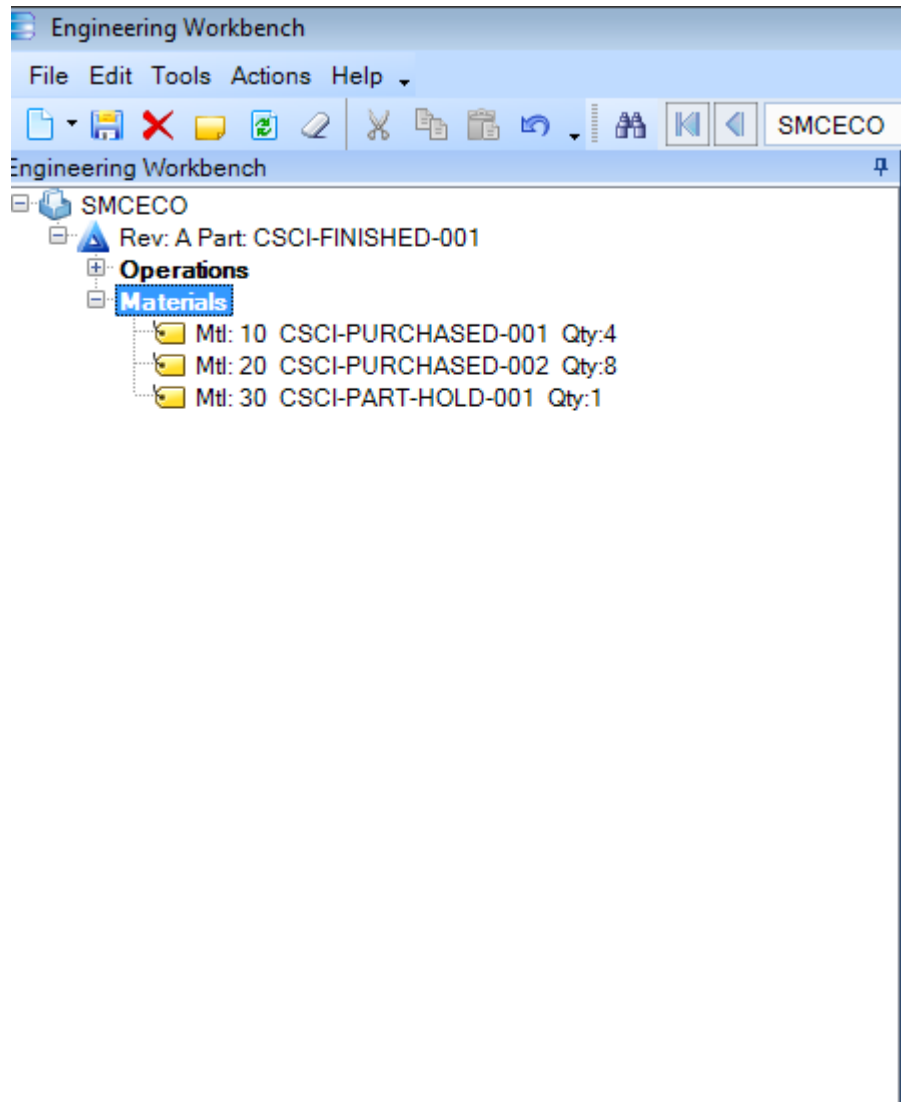 Engineering Workbench
File Edit Tools Actions Help
SMCECO
Engineering Workbench
SMCECO
Rev: A Part: CSCI-FINISHED-001
Operations
Materials
Mtl: 10 CSCI-PURCHASED-001 Qty:4
Mtl: 20 CSCI-PURCHASED-002 Qty:8
Mtl: 30 CSCI-PART-HOLD-001 Qty:1